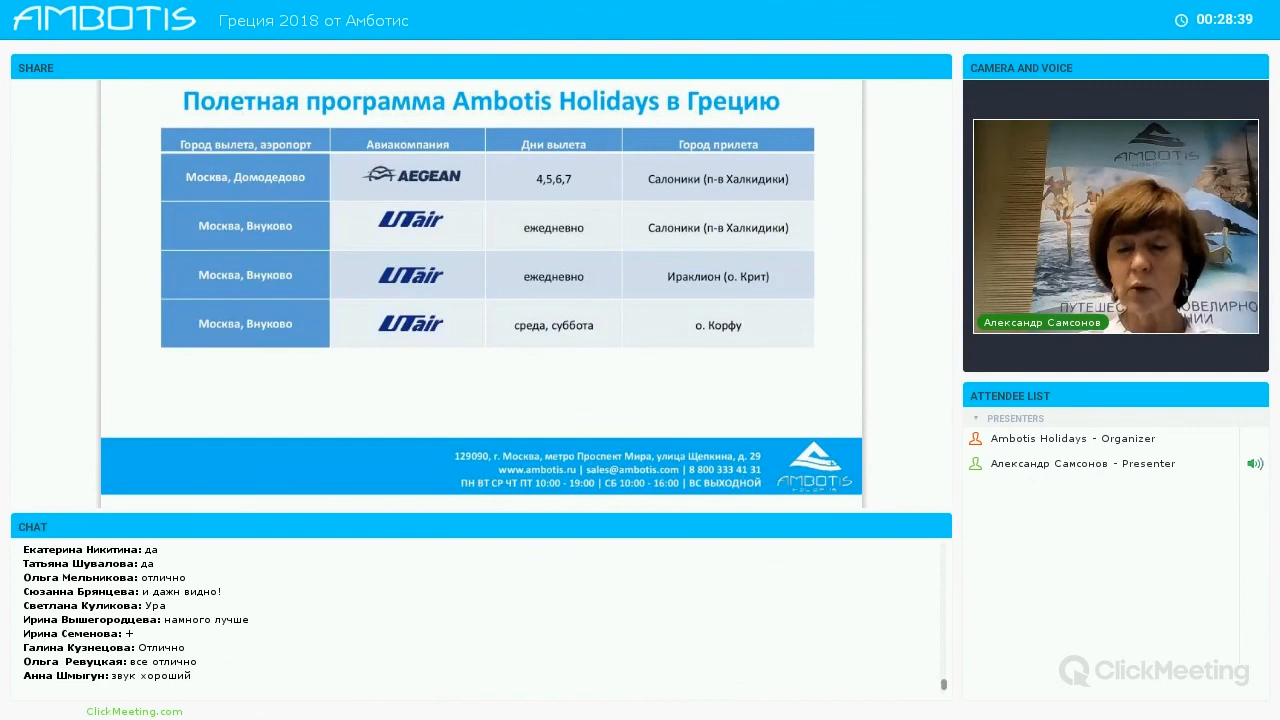 AMBOTIS
Греция 2018 от Амботис
00:28:39
SHARE
Полетная программа Ambotis Holidays в Грецию
Город вылета, аэропорт Авиакомпания Дни вылета Город прилета
Москва, Домодедово AEGEAN 4,5,6,7 Салоники (п-в Халкидики)
Москва, Внуково UTair ежедневно Салоники (п-в Халкидики)
Москва, Внуково UTair ежедневно Ираклион (о. Крит)
Москва, Внуково UTair среда, суббота о. Корфу
129090, г. Москва, метро Проспект Мира, улица Щепкина, д. 29
www.ambotis.ru | sales@ambotis.com | 8 800 333 41 31
ПН ВТ СР ЧТ ПТ 10:00 - 19:00 | СБ 10:00 - 16:00 | ВС ВЫХОДНОЙ
AMBOTIS
HOLIDAYS
CAMERA AND VOICE
AMBOTIS
Александр Самсонов
ATTENDEE LIST
PRESENTERS
Ambotis Holidays - Organizer
Александр Самсонов - Presenter
CHAT
Екатерина Никитина: да
Татьяна Шувалова: да
Ольга Мельникова: отлично
Сюзанна Брянцева: и дажн видно!
Светлана Куликова: Ура
Ирина Вышегородцева: намного лучше
Ирина Семенова: +
Галина Кузнецова: Отлично
Ольга Ревуцкая: все отлично
Анна Шмыгун: звук хороший
ClickMeeting
ClickMeeting.com